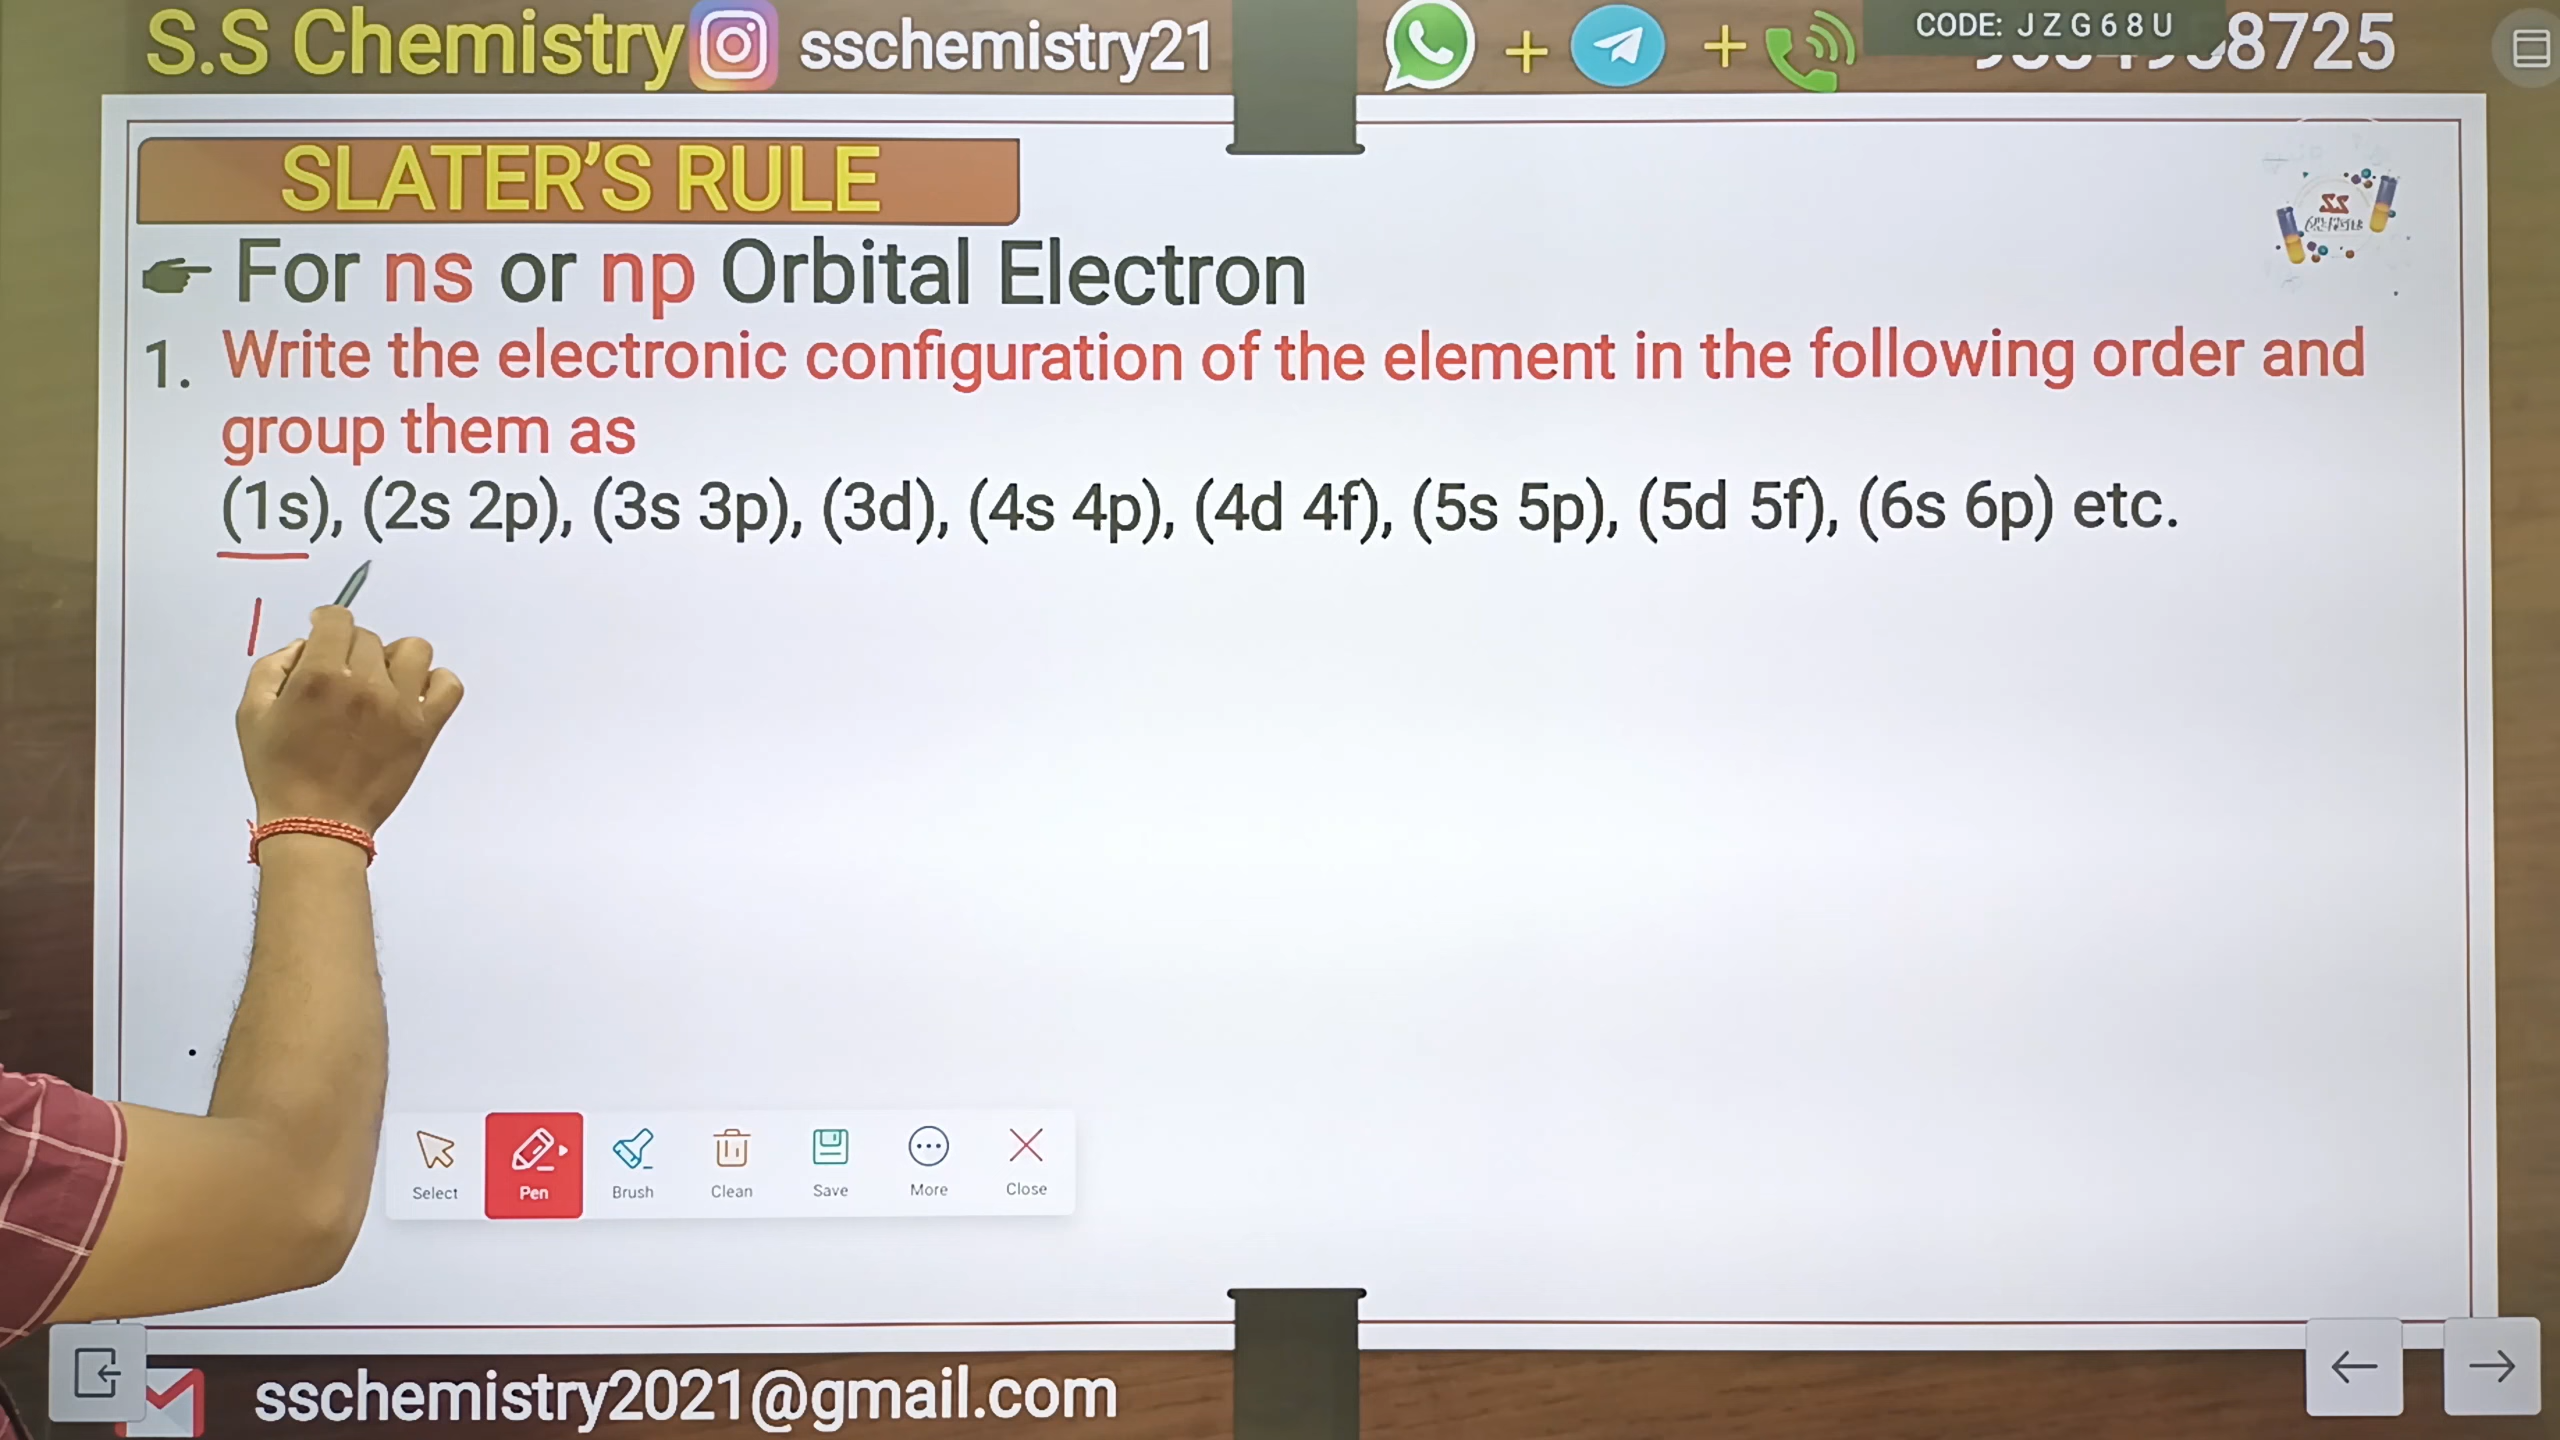 S.S Chemistry sschemistry21 + + CODE: JZG68U 8725
SLATER'S RULE
For ns or np Orbital Electron
1. Write the electronic configuration of the element in the following order and
group them as
(1s), (2s 2p), (3s 3p), (3d), (4s 4p), (4d 4f), (5s 5p), (5d 5f), (6s 6p) etc.
1
Select Pen Brush Clean Save More Close
sschemistry2021@gmail.com